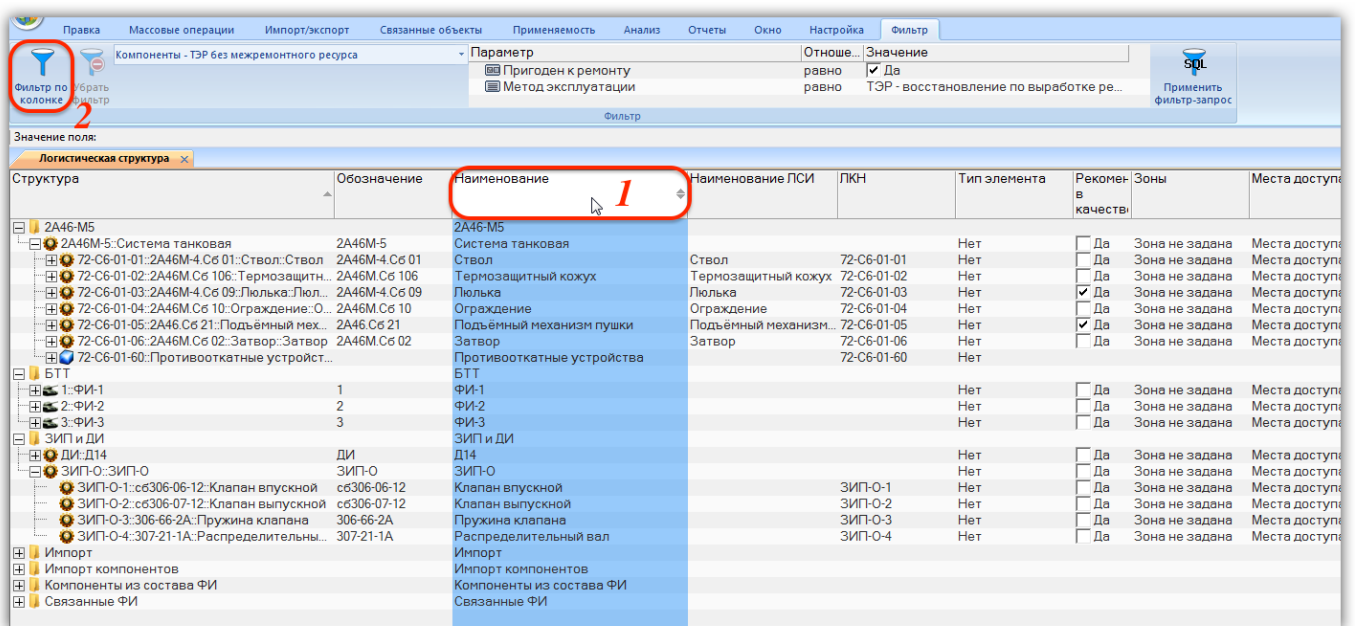 Правка Массовые операции Импорт/экспорт Связанные объекты Применяемость Анализ Отчеты Окно Настройка Фильтр
Компоненты - ТЭР без межремонтного ресурса
Параметр Отноше... Значение
Пригоден к ремонту равно Да
Метод эксплуатации равно ТЭР - восстановление по выработке ре...
Фильтр по колонке
Убрать фильтр
SQL
Применить фильтр-запрос
2
Фильтр
Значение поля:
Логистическая структура
Структура Обозначение Наименование 1 Наименование ЛСИ ЛКН Тип элемента Рекомен в качестве Зоны Места доступа
2А46-М5 2А46-М5
2А46М-5::Система танковая 2А46М-5 Система танковая Нет Да Зона не задана Места доступа
72-С6-01-01::2А46М-4.Сб 01::Ствол::Ствол 2А46М-4.Сб 01 Ствол Ствол 72-С6-01-01 Нет Да Зона не задана Места доступа
72-С6-01-02::2А46М.Сб 106::Термозащитн... 2А46М.Сб 106 Термозащитный кожух Термозащитный кожух 72-С6-01-02 Нет Да Зона не задана Места доступа
72-С6-01-03::2А46М-4.Сб 09::Люлька::Люл... 2А46М-4.Сб 09 Люлька Люлька 72-С6-01-03 Нет Да Зона не задана Места доступа
72-С6-01-04::2А46М.Сб 10::Ограждение::О... 2А46М.Сб 10 Ограждение Ограждение 72-С6-01-04 Нет Да Зона не задана Места доступа
72-С6-01-05::2А46.Сб 21::Подъёмный мех... 2А46.Сб 21 Подъёмный механизм пушки Подъёмный механизм... 72-С6-01-05 Нет Да Зона не задана Места доступа
72-С6-01-06::2А46М.Сб 02::Затвор::Затвор 2А46М.Сб 02 Затвор Затвор 72-С6-01-06 Нет Да Зона не задана Места доступа
72-С6-01-60::Противооткатные устройст... Противооткатные устройства 72-С6-01-60 Нет
БТТ БТТ
1::ФИ-1 1 ФИ-1 Нет Да Зона не задана Места доступа
2::ФИ-2 2 ФИ-2 Нет Да Зона не задана Места доступа
3::ФИ-3 3 ФИ-3 Нет Да Зона не задана Места доступа
ЗИП и ДИ ЗИП и ДИ
ДИ::Д14 ДИ Д14 Нет Да Зона не задана Места доступа
ЗИП-О::ЗИП-О ЗИП-О ЗИП-О Нет Да Зона не задана Места доступа
ЗИП-О-1::сб306-06-12::Клапан впускной сб306-06-12 Клапан впускной ЗИП-О-1 Нет Да Зона не задана Места доступа
ЗИП-О-2::сб306-07-12::Клапан выпускной сб306-07-12 Клапан выпускной ЗИП-О-2 Нет Да Зона не задана Места доступа
ЗИП-О-3::306-66-2А::Пружина клапана 306-66-2А Пружина клапана ЗИП-О-3 Нет Да Зона не задана Места доступа
ЗИП-О-4::307-21-1А::Распределительны... 307-21-1А Распределительный вал ЗИП-О-4 Нет Да Зона не задана Места доступа
Импорт Импорт
Импорт компонентов Импорт компонентов
Компоненты из состава ФИ Компоненты из состава ФИ
Связанные ФИ Связанные ФИ